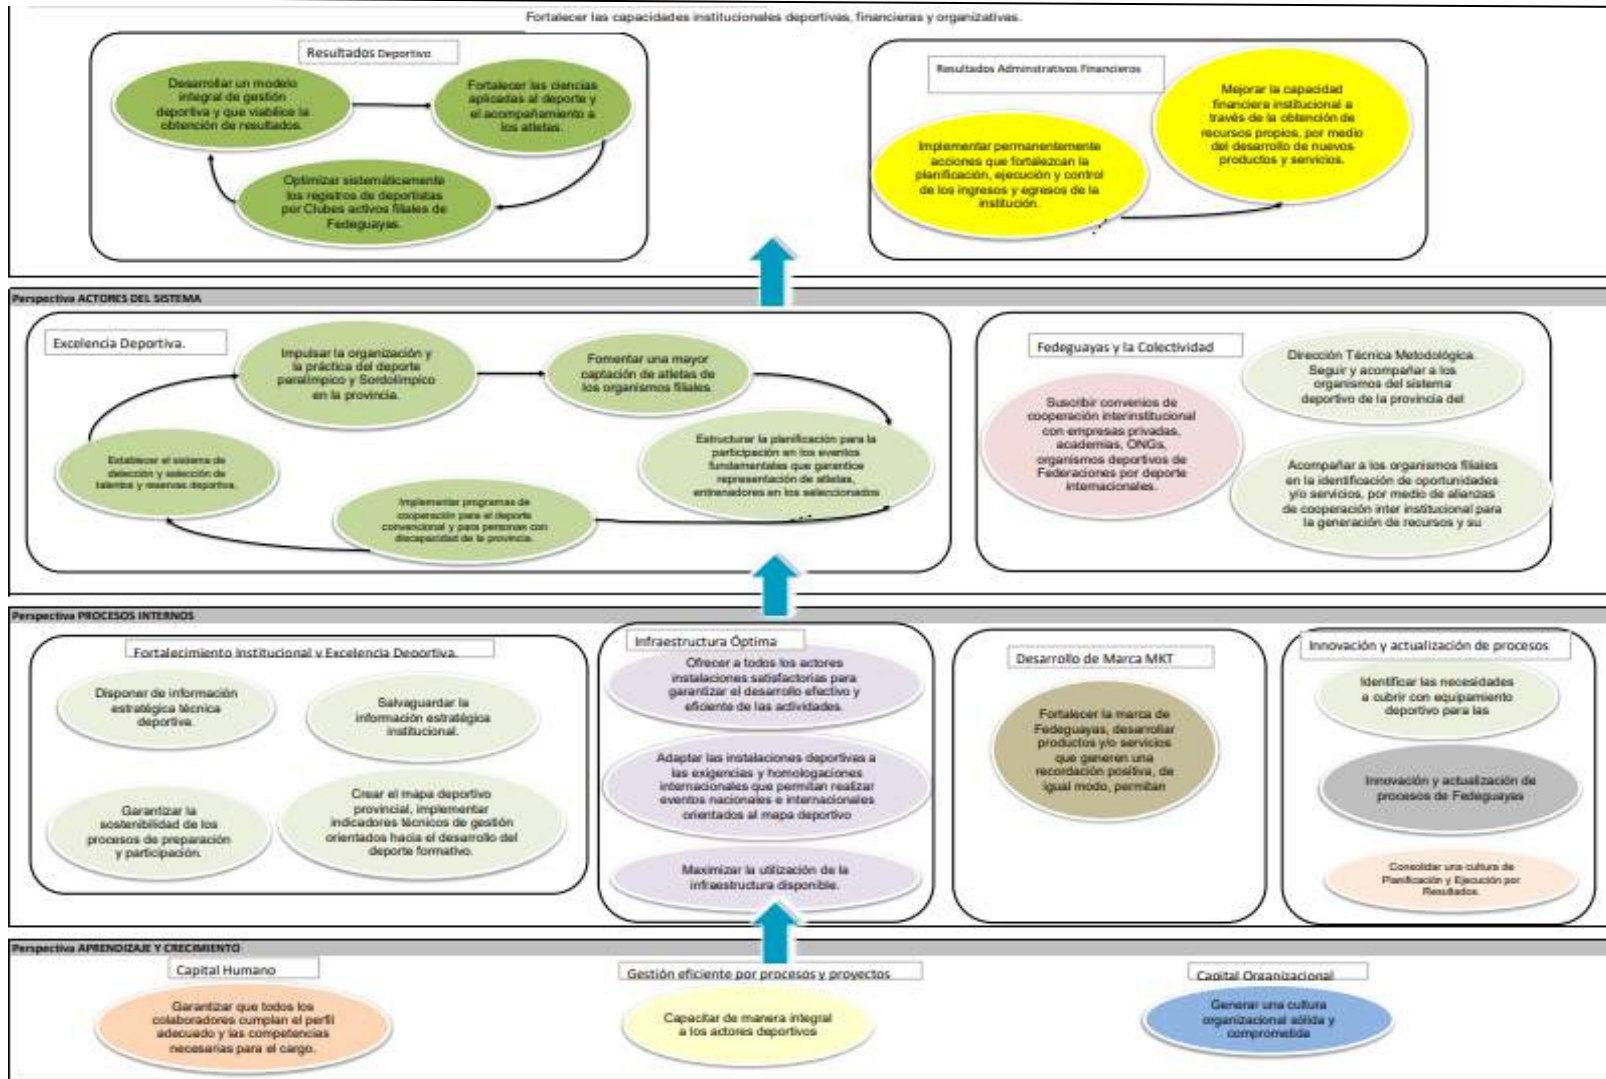 Fortalecer las capacidades institucionales deportivas, financieras y organizativas.
Resultados Deportivo
Desarrollar un modelo
integral de gestión
deportiva y que viabilice la
obtención de resultados.
Fortalecer las ciencias
aplicadas al deporte y
el acompañamiento a
los atletas.
Optimizar sistemáticamente
los registros de deportistas
por Clubes activos filiales de
Fedeguayas.
Resultados Adminstrativos Financieros
Implementar permanentemente
acciones que fortalezcan la
planificación, ejecución y control
de los ingresos y egresos de la
institución.
Mejorar la capacidad
financiera institucional a
través de la obtención de
recursos propios, por medio
del desarrollo de nuevos
productos y servicios.
Perspectiva ACTORES DEL SISTEMA
Excelencia Deportiva.
Impulsar la organización y
la práctica del deporte
paralímpico y Sordolímpico
en la provincia.
Fomentar una mayor
captación de atletas de
los organismos filiales.
Estructurar la planificación para la
participación en los eventos
fundamentales que garantice
representación de atletas,
entrenadores en los seleccionados
Implementar programas de
cooperación para el deporte
convencional y para personas con
discapacidad de la provincia.
Establecer el sistema de
detección y selección de
talentos y reservas deportiva.
Fedeguayas y la Colectividad
Suscribir convenios de
cooperación interinstitucional
con empresas privadas,
academias, ONGs,
organismos deportivos de
Federaciones por deporte
internacionales.
Dirección Técnica Metodológica.
Seguir y acompañar a los
organismos del sistema
deportivo de la provincia del
Acompañar a los organismos filiales
en la identificación de oportunidades
y/o servicios, por medio de alianzas
de cooperación inter institucional para
la generación de recursos y su
Perspectiva PROCESOS INTERNOS
Fortalecimiento Institucional y Excelencia Deportiva.
Disponer de información
estratégica técnica
deportiva.
Salvaguardar la
información estratégica
institucional.
Garantizar la
sostenibilidad de los
procesos de preparación
y participación.
Crear el mapa deportivo
provincial, implementar
indicadores técnicos de gestión
orientados hacia el desarrollo del
deporte formativo.
Infraestructura Óptima
Ofrecer a todos los actores
instalaciones satisfactorias para
garantizar el desarrollo efectivo y
eficiente de las actividades.
Adaptar las instalaciones deportivas a
las exigencias y homologaciones
internacionales que permitan realizar
eventos nacionales e internacionales
orientados al mapa deportivo
Maximizar la utilización de la
infraestructura disponible.
Desarrollo de Marca MKT
Fortalecer la marca de
Fedeguayas, desarrollar
productos y/o servicios
que generen una
recordación positiva, de
igual modo, permitan
Innovación y actualización de procesos
Identificar las necesidades
a cubrir con equipamiento
deportivo para las
Innovación y actualización de
procesos de Fedeguayas
Consolidar una cultura de
Planificación y Ejecución por
Resultados.
Perspectiva APRENDIZAJE Y CRECIMIENTO
Capital Humano
Garantizar que todos los
colaboradores cumplan el perfil
adecuado y las competencias
necesarias para el cargo.
Gestión eficiente por procesos y proyectos
Capacitar de manera integral
a los actores deportivos
Capital Organizacional
Generar una cultura
organizacional sólida y
comprometida